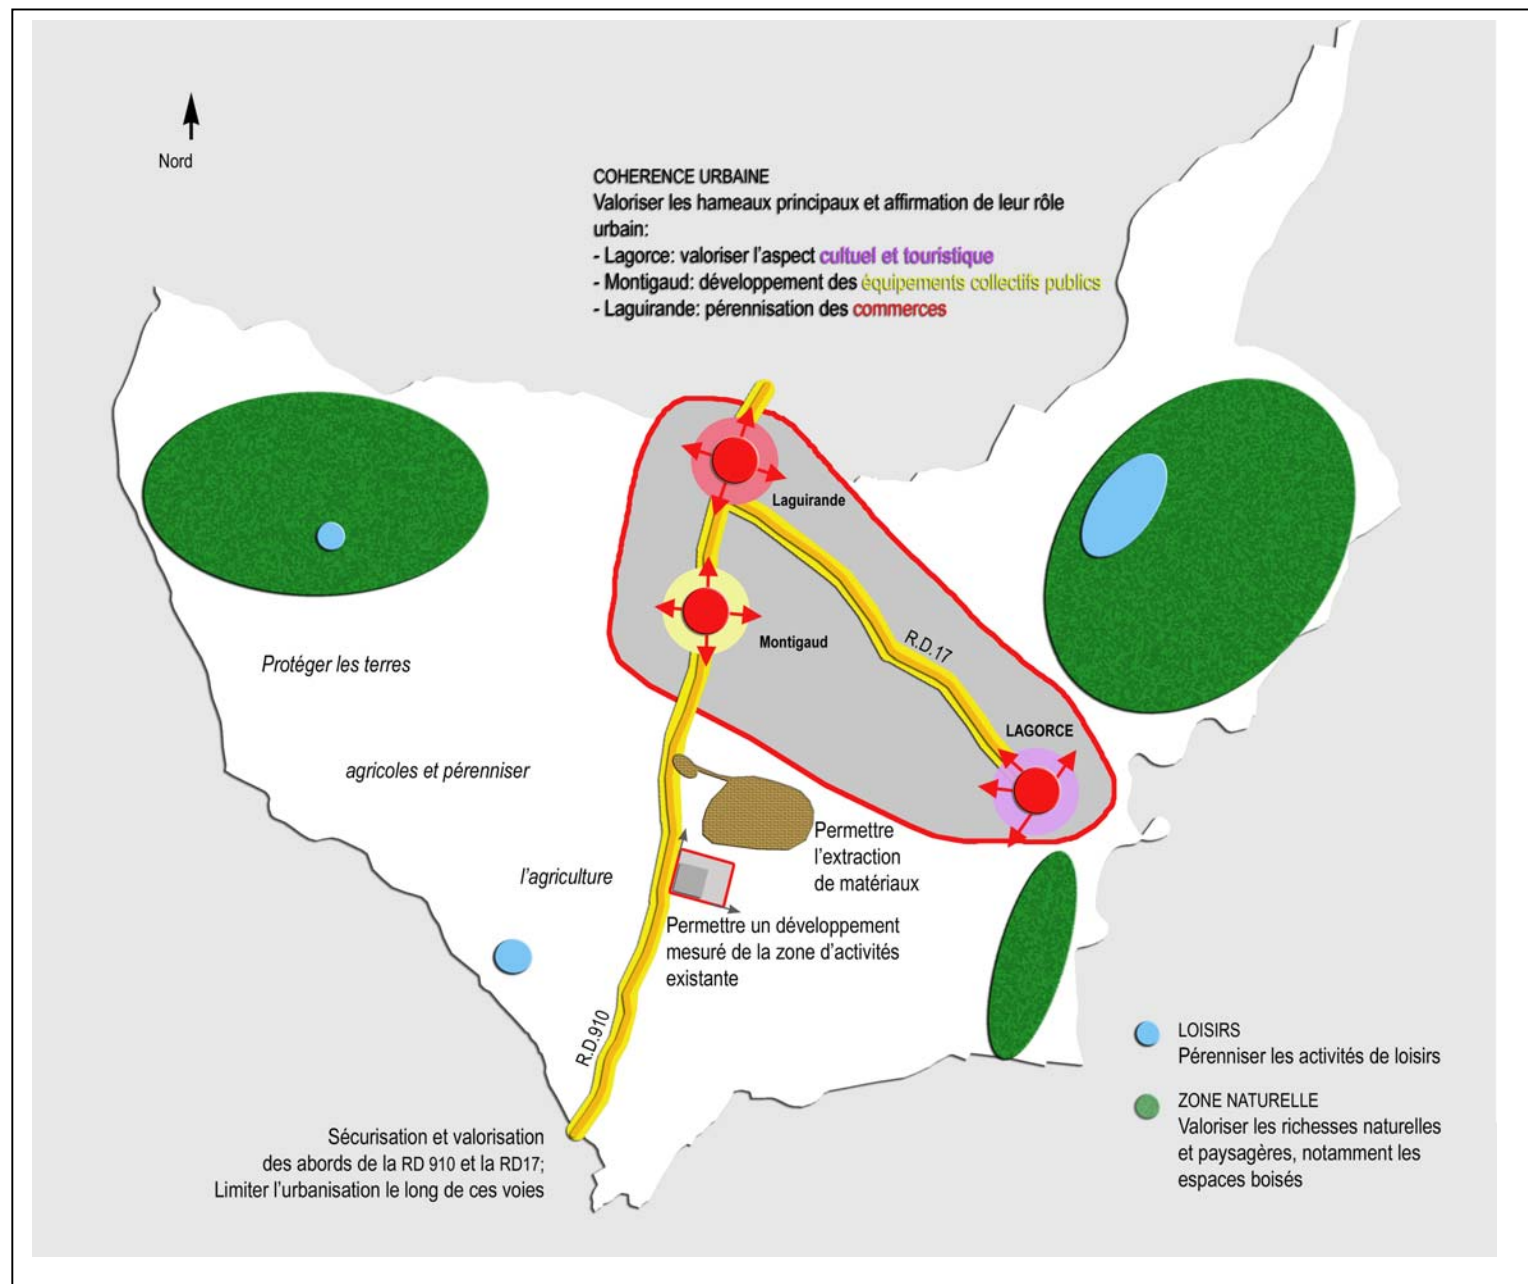 Nord
COHERENCE URBAINE
Valoriser les hameaux principaux et affirmation de leur rôle
urbain:
- Lagorce: valoriser l'aspect cultuel et touristique
- Montigaud: développement des équipements collectifs publics
- Laguirande: pérennisation des commerces
Laguirande
Montigaud
R.D.17
LAGORCE
Protéger les terres
agricoles et pérenniser
l'agriculture
Permettre
l'extraction
de matériaux
Permettre un développement
mesuré de la zone d'activités
existante
R.D.910
LOISIRS
Pérenniser les activités de loisirs
ZONE NATURELLE
Valoriser les richesses naturelles
et paysagères, notamment les
espaces boisés
Sécurisation et valorisation
des abords de la RD 910 et la RD17;
Limiter l'urbanisation le long de ces voies